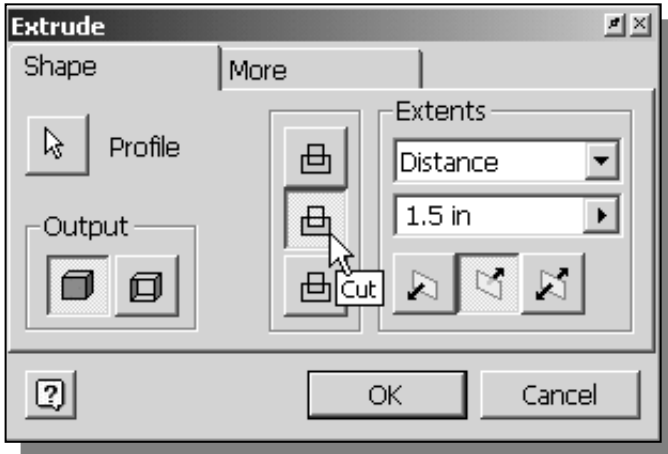 Extrude
Shape
More
Profile
Extents
Distance
1.5 in
Output
Cut
OK
Cancel